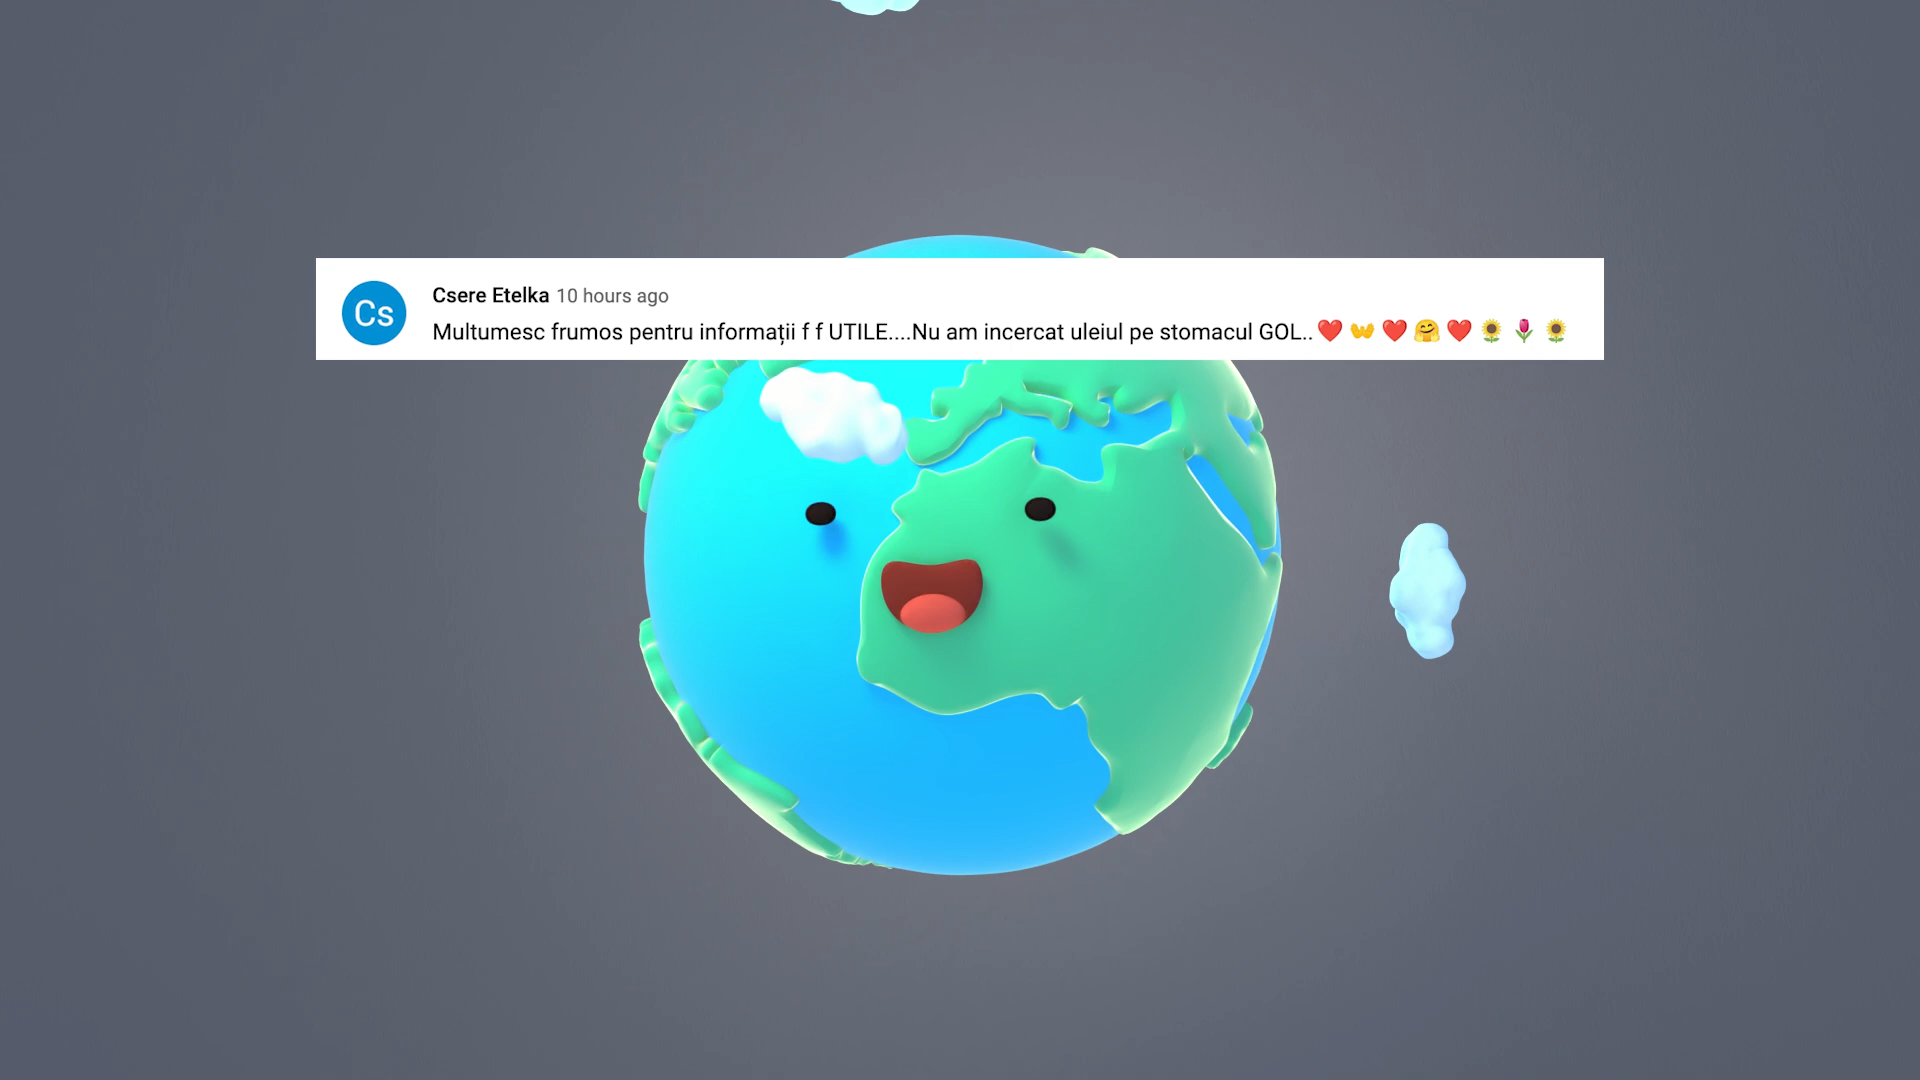 Cs
Csere Etelka 10 hours ago
Multumesc frumos pentru informații f f UTILE....Nu am incercat uleiul pe stomacul GOL..❤️👐❤️🤗❤️🌻🌷🌻